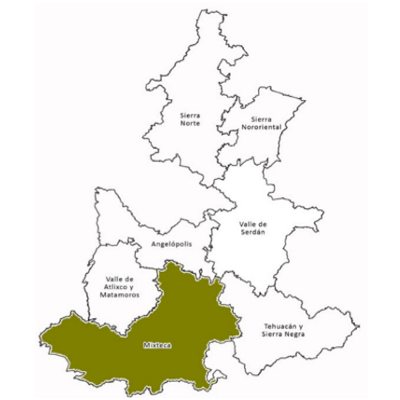 Sierra
Norte
Sierra
Nororiental
Valle de
Serdán
Angelópolis
Valle de
Atlixco y
Matamoros
Tehuacán y
Sierra Negra
Mixteca